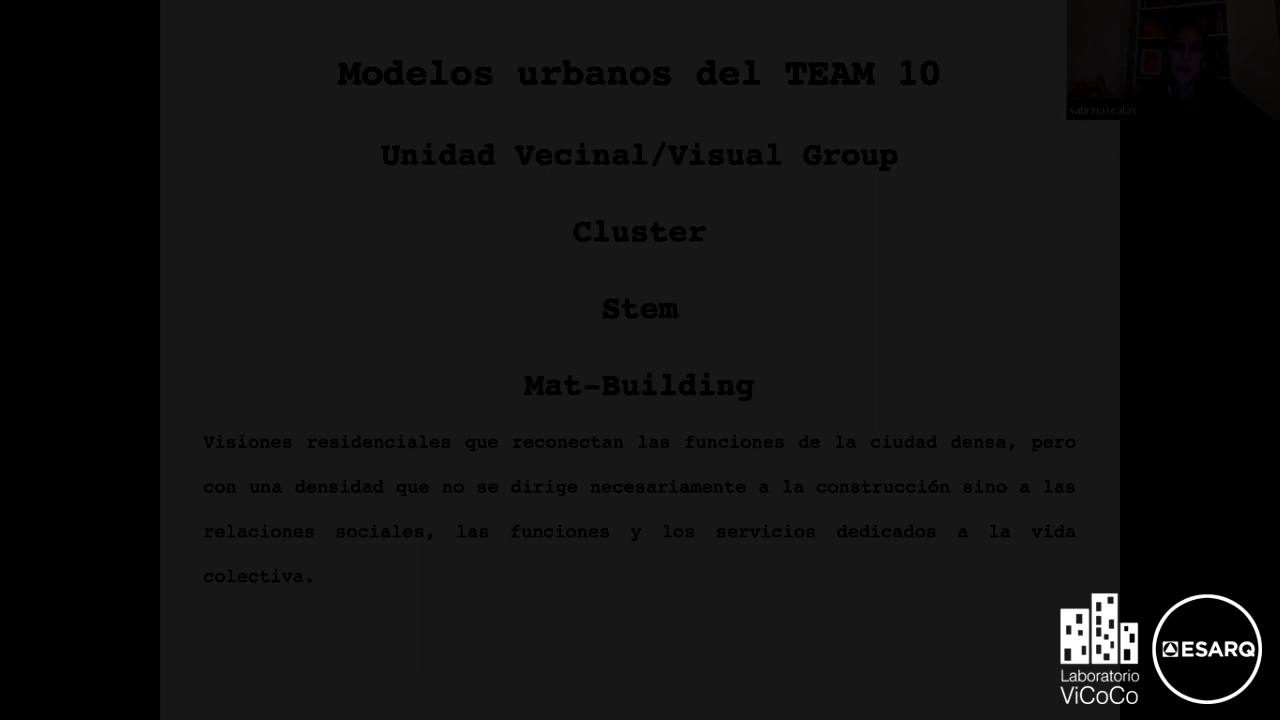 Modelos urbanos del TEAM 10
sabrinascalas
Unidad Vecinal/Visual Group
Cluster
Stem
Mat-Building
Visiones residenciales que reconectan las funciones de la ciudad densa, pero
con una densidad que no se dirige necesariamente a la construcción sino a las
relaciones sociales, las funciones y los servicios dedicados a la vida
colectiva.
ESARQ
Laboratorio
ViCoCo